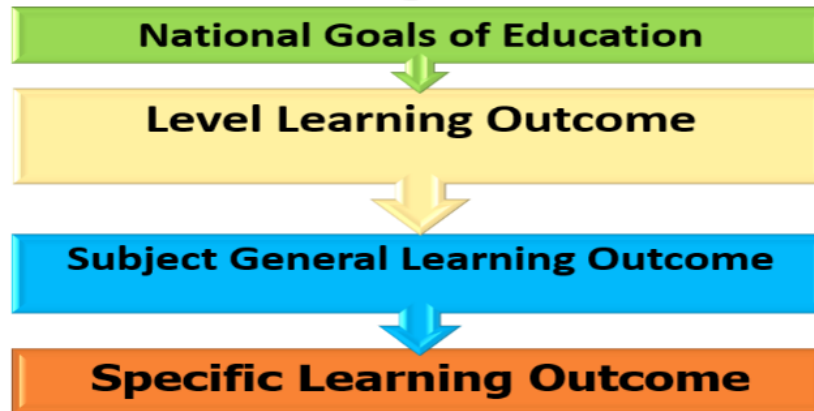 National Goals of Education
Level Learning Outcome
Subject General Learning Outcome
Specific Learning Outcome